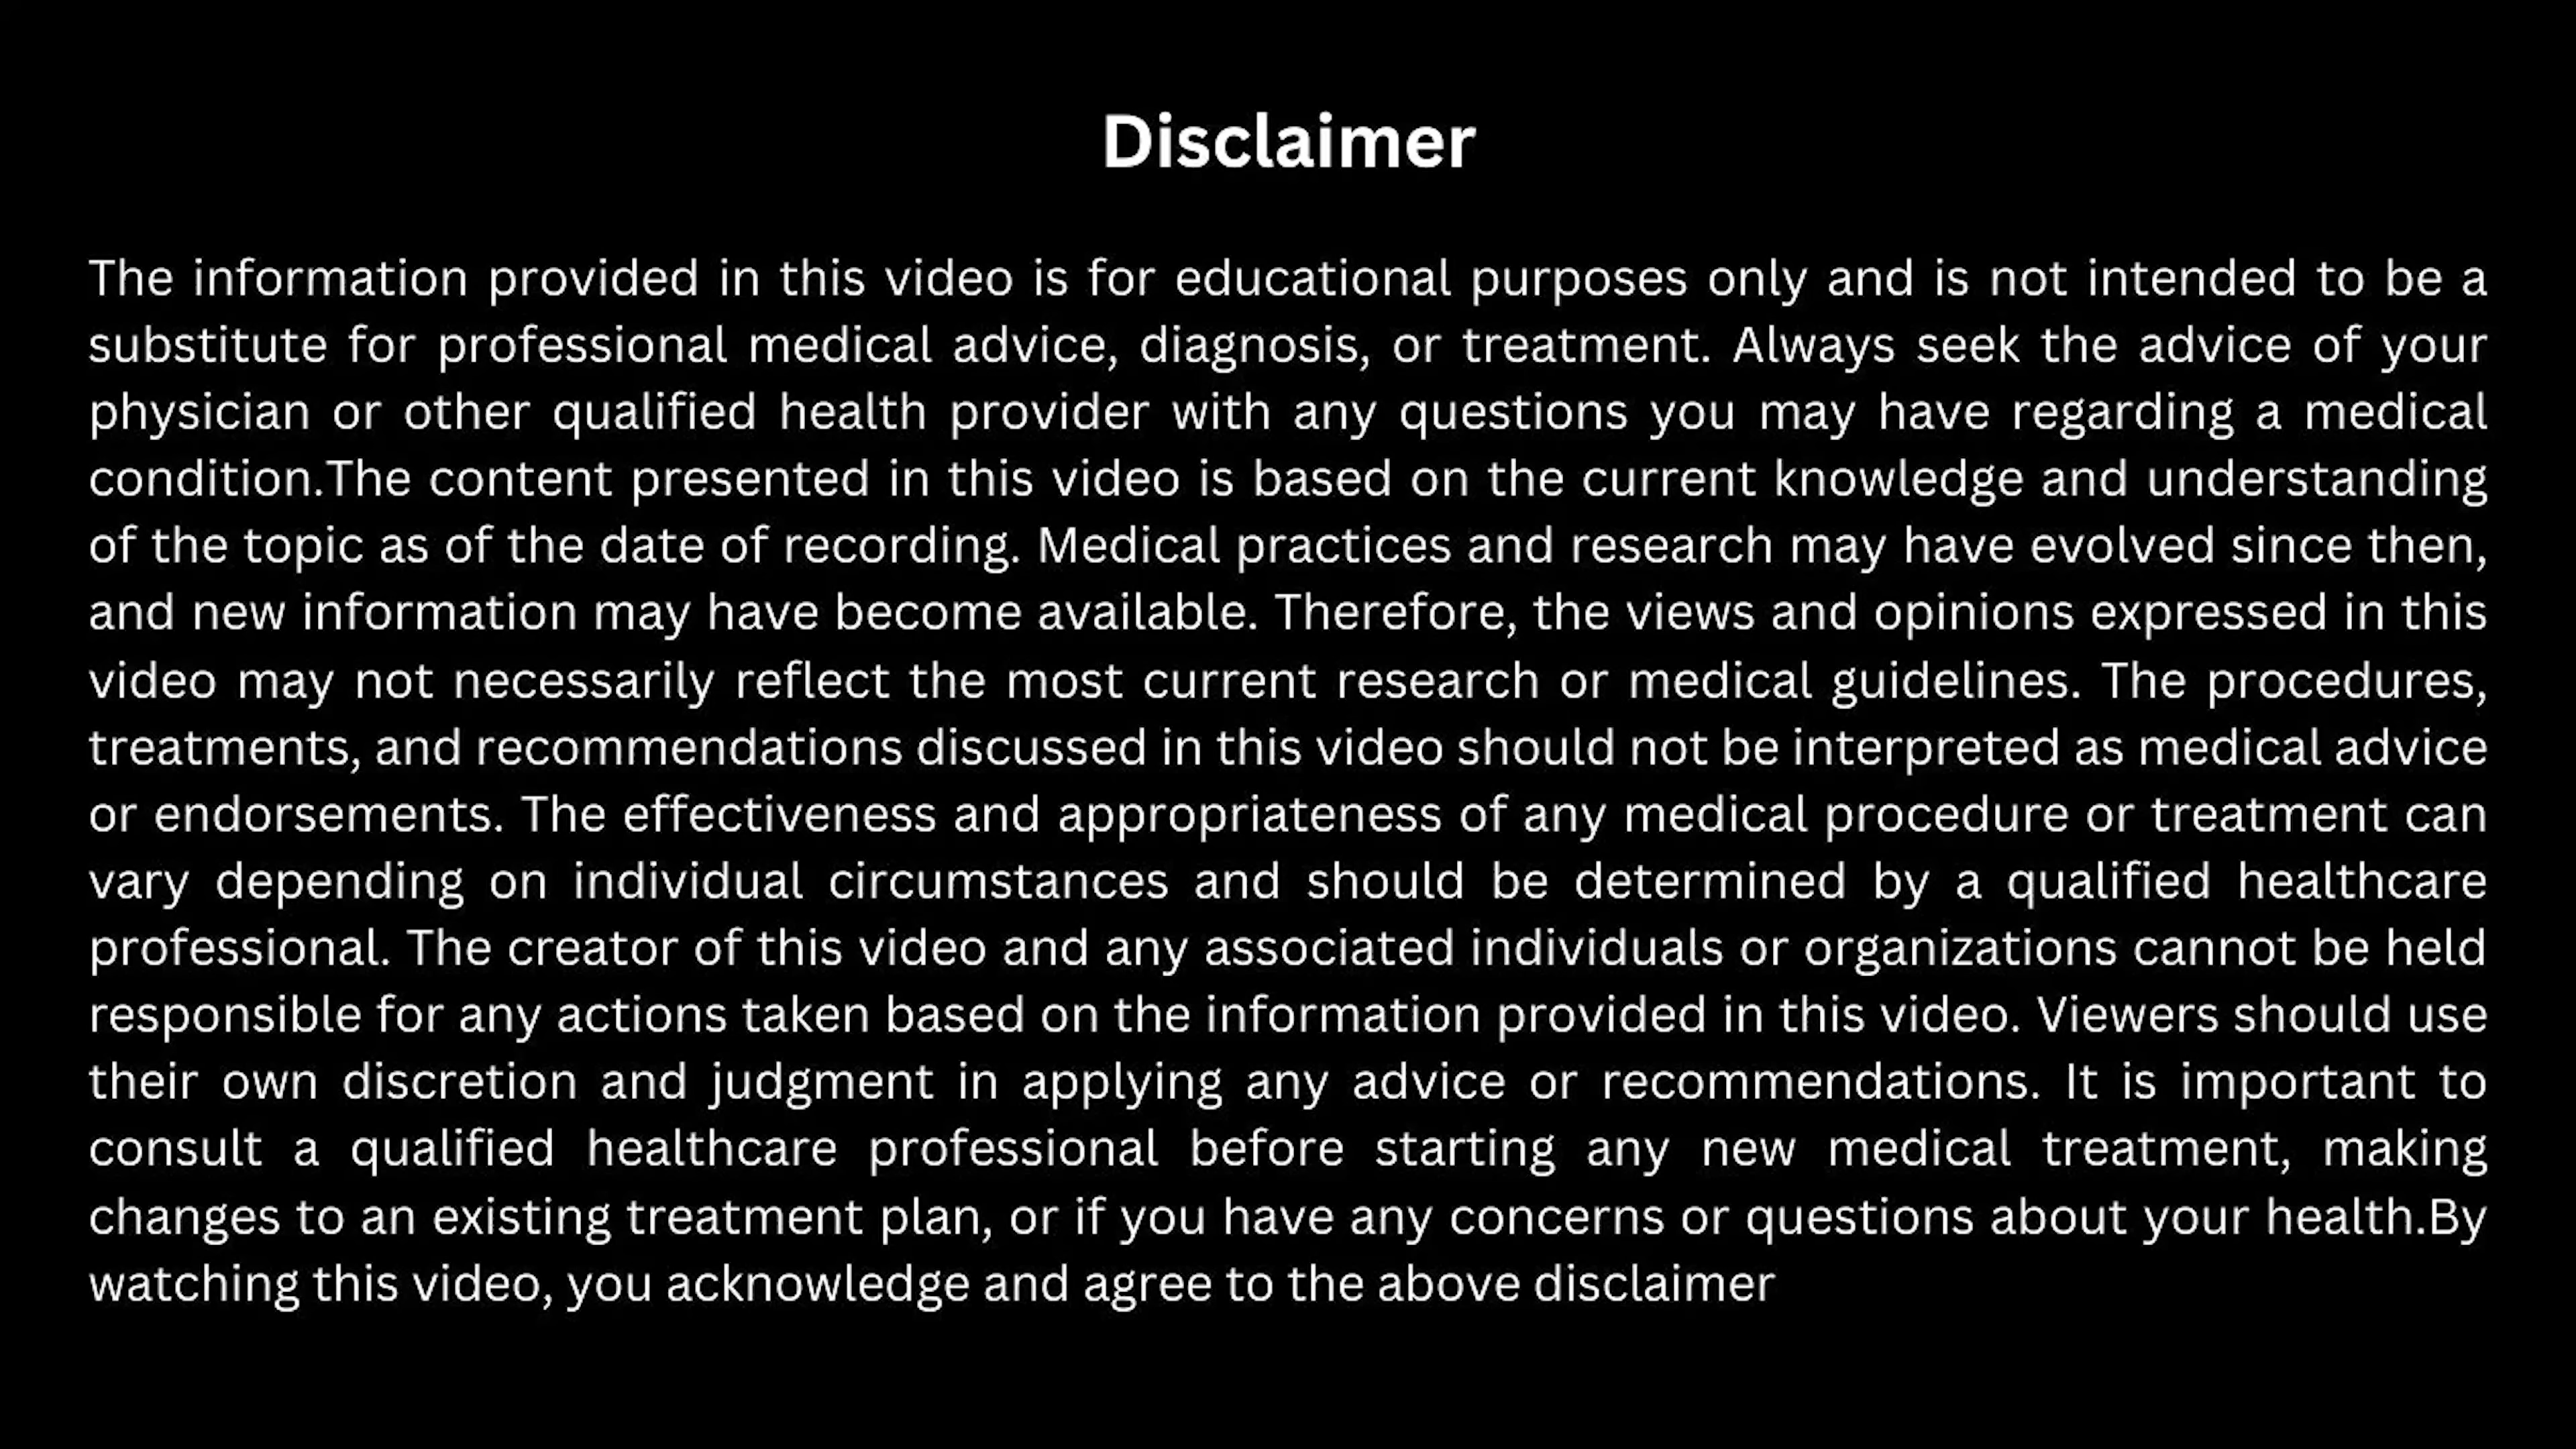 Disclaimer
The information provided in this video is for educational purposes only and is not intended to be a
substitute for professional medical advice, diagnosis, or treatment. Always seek the advice of your
physician or other qualified health provider with any questions you may have regarding a medical
condition.The content presented in this video is based on the current knowledge and understanding
of the topic as of the date of recording. Medical practices and research may have evolved since then,
and new information may have become available. Therefore, the views and opinions expressed in this
video may not necessarily reflect the most current research or medical guidelines. The procedures,
treatments, and recommendations discussed in this video should not be interpreted as medical advice
or endorsements. The effectiveness and appropriateness of any medical procedure or treatment can
vary depending on individual circumstances and should be determined by a qualified healthcare
professional. The creator of this video and any associated individuals or organizations cannot be held
responsible for any actions taken based on the information provided in this video. Viewers should use
their own discretion and judgment in applying any advice or recommendations. It is important to
consult a qualified healthcare professional before starting any new medical treatment, making
changes to an existing treatment plan, or if you have any concerns or questions about your health.By
watching this video, you acknowledge and agree to the above disclaimer